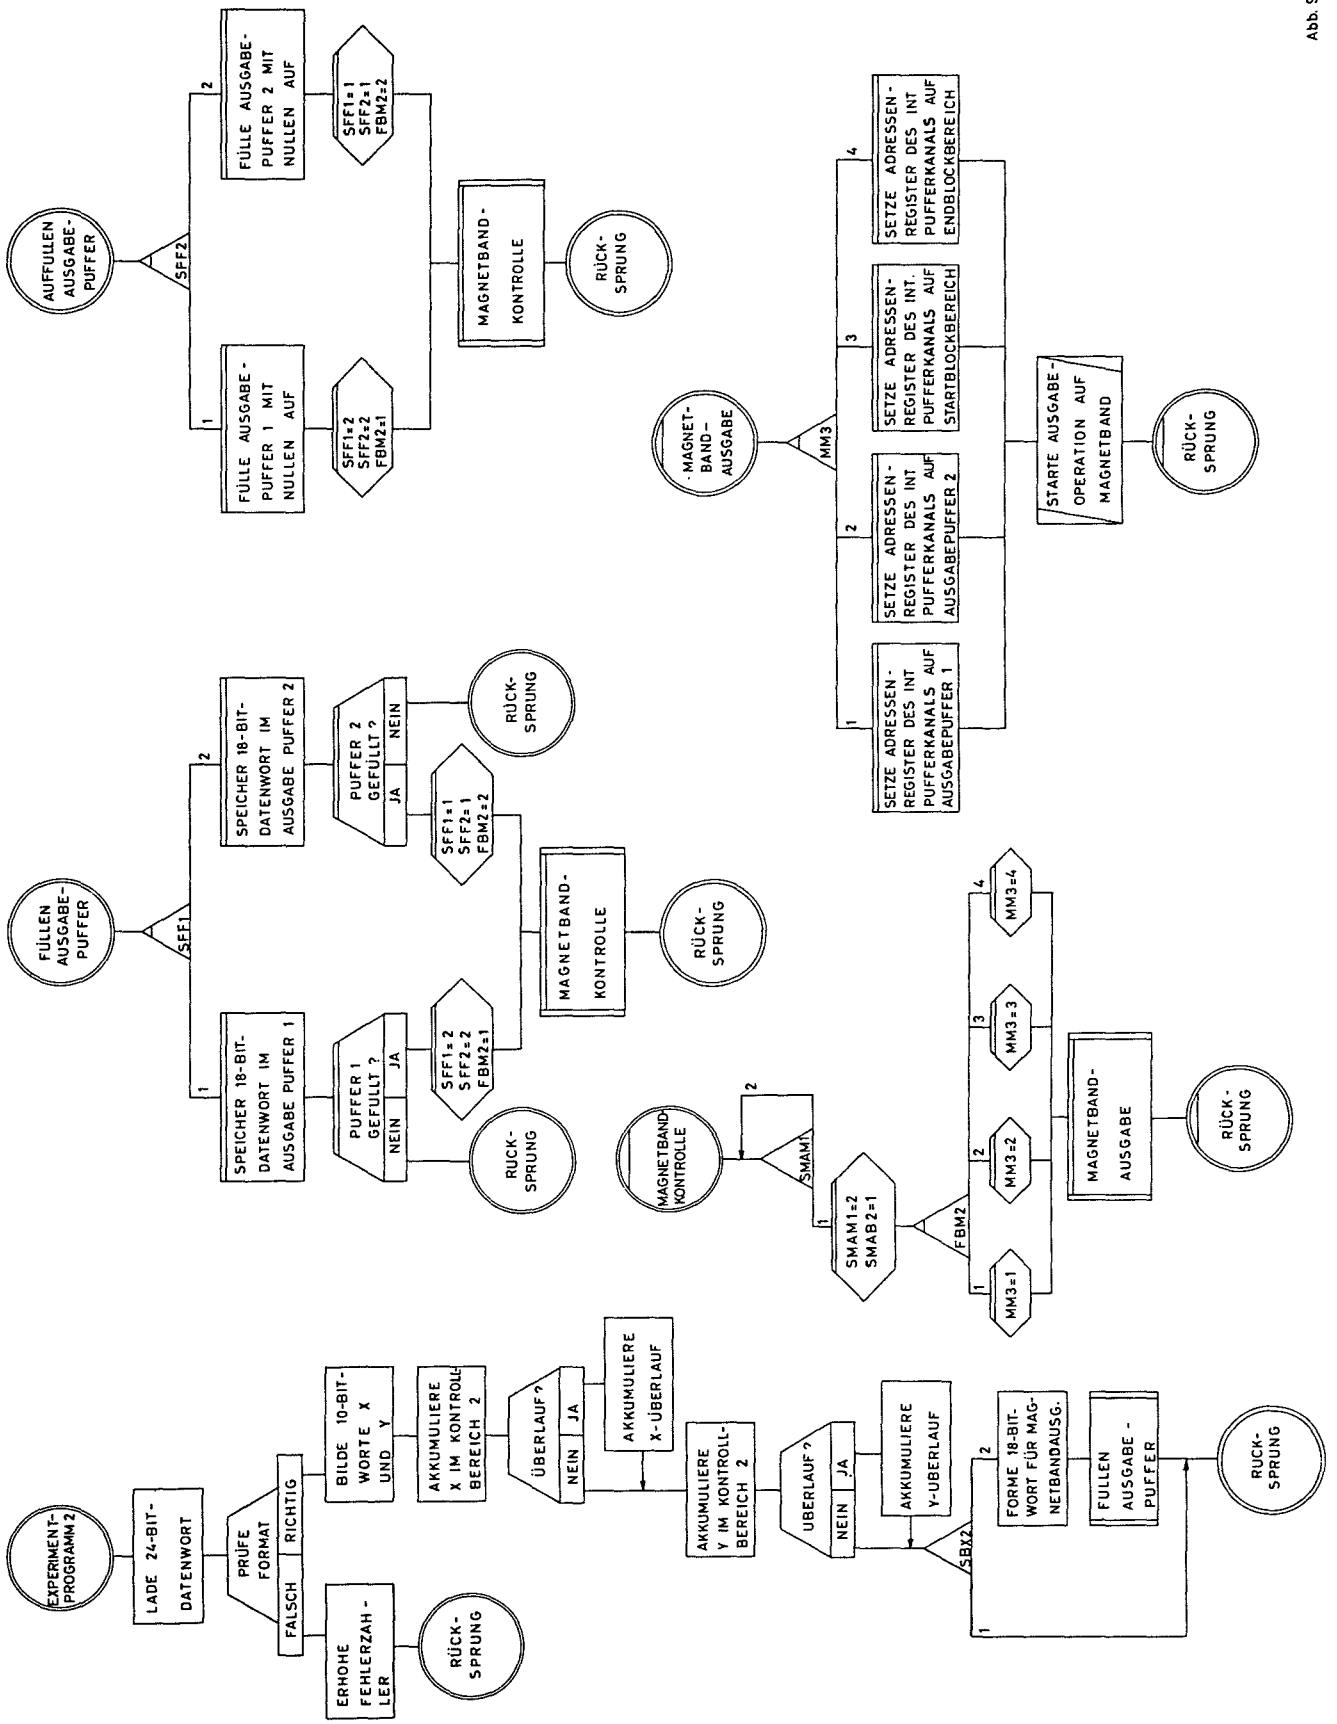 EXPERIMENT-
PROGRAMM 2
LADE 24-BIT-
DATENWORT
PRÜFE
FORMAT
FALSCH
RICHTIG
ERHÖHE
FEHLERZAH-
LER
RÜCK-
SPRUNG
BILDE 10-BIT-
WORTE X
UND Y
AKKUMULIERE
X IM KONTROLL-
BEREICH 2
ÜBERLAUF?
NEIN
JA
AKKUMULIERE
X-ÜBERLAUF
AKKUMULIERE
Y IM KONTROLL-
BEREICH 2
UBERLAUF?
NEIN
JA
AKKUMULIERE
Y-UBERLAUF
SBX2
1
2
FORME 18-BIT-
WORT FÜR MAG-
NETBANDAUSG.
FULLEN
AUSGABE-
PUFFER
RÜCK-
SPRUNG
FÜLLEN
AUSGABE-
PUFFER
SFF1
1
2
SPEICHER 18-BIT-
DATENWORT IM
AUSGABE PUFFER 1
PUFFER 1
GEFULLT ?
NEIN
JA
RUCK-
SPRUNG
SFF1=2
SFF2=2
FBM2=1
SPEICHER 18-BIT-
DATENWORT IM
AUSGABE PUFFER 2
PUFFER 2
GEFÜLLT ?
JA
NEIN
SFF1=1
SFF2=1
FBM2=2
RÜCK-
SPRUNG
MAGNETBAND-
KONTROLLE
RÜCK-
SPRUNG
MAGNETBAND-
KONTROLLE
SMAM1
1
2
SMAM1=2
SMAB2=1
FBM2
1
2
3
4
MM3=1
MM3=2
MM3=3
MM3=4
MAGNETBAND-
AUSGABE
RÜCK-
SPRUNG
AUFFÜLLEN
AUSGABE-
PUFFER
SFF2
1
2
FÜLLE AUSGABE-
PUFFER 1 MIT
NULLEN AUF
SFF1=2
SFF2=2
FBM2=1
FÜLLE AUSGABE-
PUFFER 2 MIT
NULLEN AUF
SFF1=1
SFF2=1
FBM2=2
MAGNETBAND-
KONTROLLE
RÜCK-
SPRUNG
MAGNET-
BAND-
AUSGABE
MM3
1
2
3
4
SETZE ADRESSEN-
REGISTER DES INT
PUFFERKANALS AUF
AUSGABEPUFFER 1
SETZE ADRESSEN-
REGISTER DES INT
PUFFERKANALS AUF
AUSGABEPUFFER 2
SETZE ADRESSEN-
REGISTER DES INT.
PUFFERKANALS AUF
STARTBLOCKBEREICH
SETZE ADRESSEN-
REGISTER DES INT
PUFFERKANALS AUF
ENDBLOCKBEREICH
STARTE AUSGABE-
OPERATION AUF
MAGNETBAND
RÜCK-
SPRUNG
Abb.